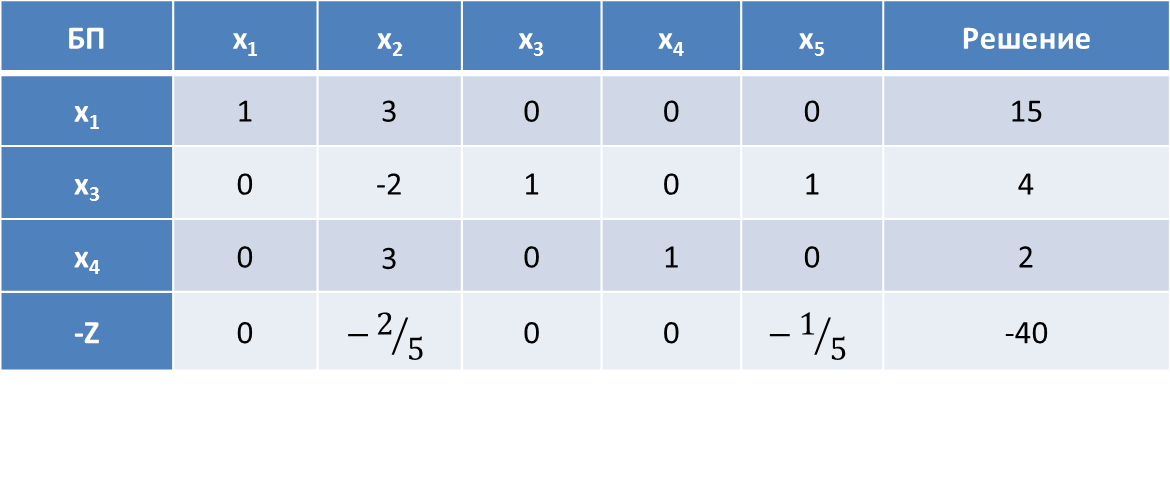 БП x₁ x₂ x₃ x₄ x₅ Решение
x₁ 1 3 0 0 0 15
x₃ 0 -2 1 0 1 4
x₄ 0 3 0 1 0 2
-Z 0 −2/5 0 0 −1/5 -40